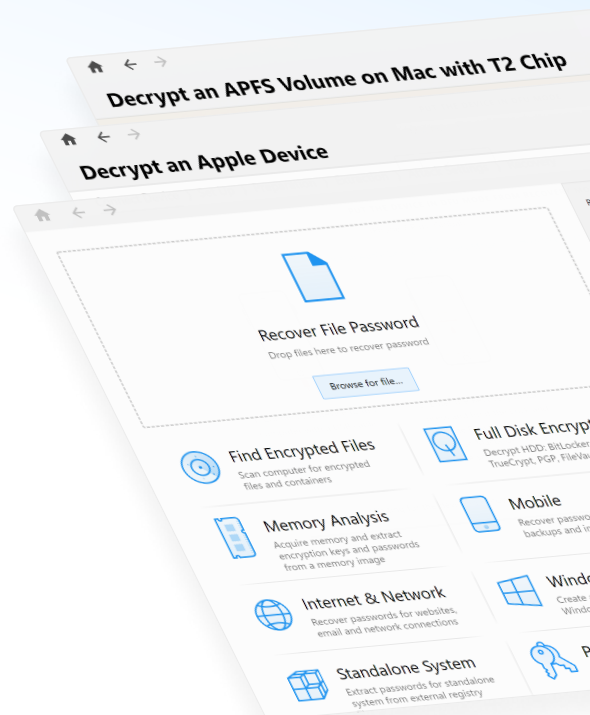 Decrypt an APFS Volume on Mac with T2 Chip
Decrypt an Apple Device
Recover File Password
Drop files here to recover password
Browse for file...
Find Encrypted Files
Scan computer for encrypted
files and containers
Full Disk Encrypt
Decrypt HDD: BitLocker
TrueCrypt, PGP, FileVau
Memory Analysis
Acquire memory and extract
encryption keys and passwords
from a memory image
Mobile
Recover passwo
backups and
Internet & Network
Recover passwords for websites,
email and network connections
Windo
Create
Windo
Standalone System
Extract passwords for standalone
system from external registry
P